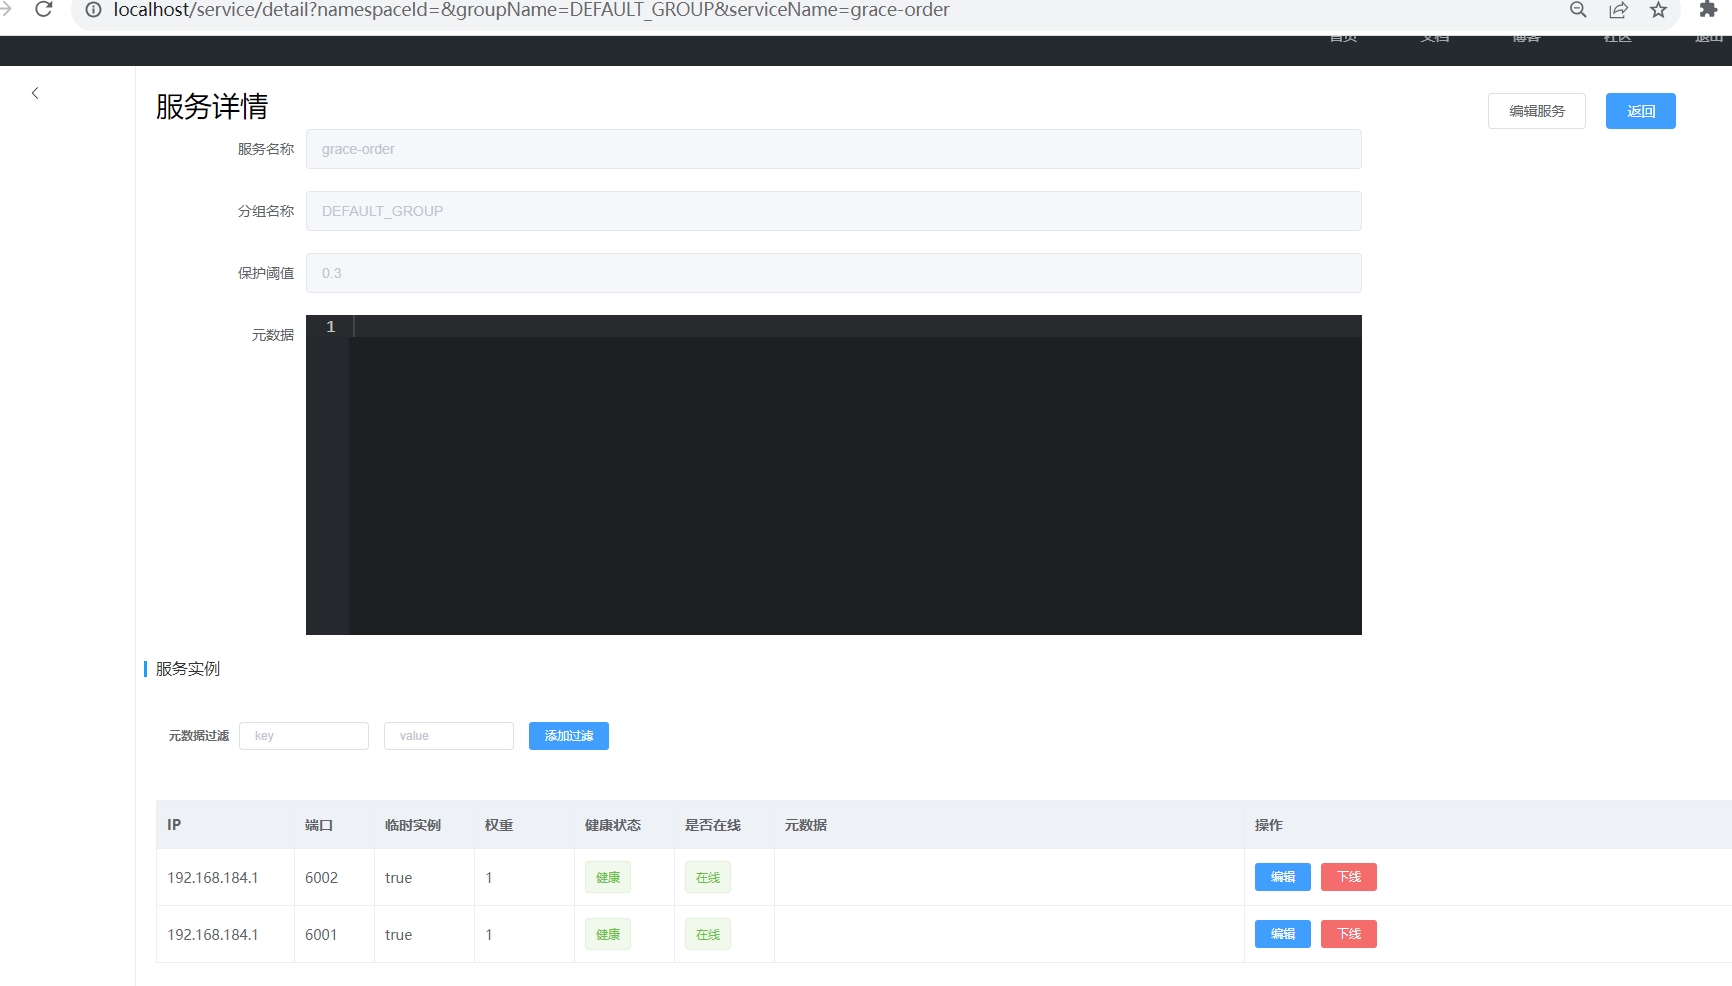 localhost/service/detail?namespaceId=&groupName=DEFAULT_GROUP&serviceName=grace-order
首页 文档 博客 社区 退出
服务详情
编辑服务 返回
服务名称 grace-order
分组名称 DEFAULT_GROUP
保护阈值 0.3
元数据 1
服务实例
元数据过滤 key value 添加过滤
IP 端口 临时实例 权重 健康状态 是否在线 元数据 操作
192.168.184.1 6002 true 1 健康 在线 编辑 下线
192.168.184.1 6001 true 1 健康 在线 编辑 下线